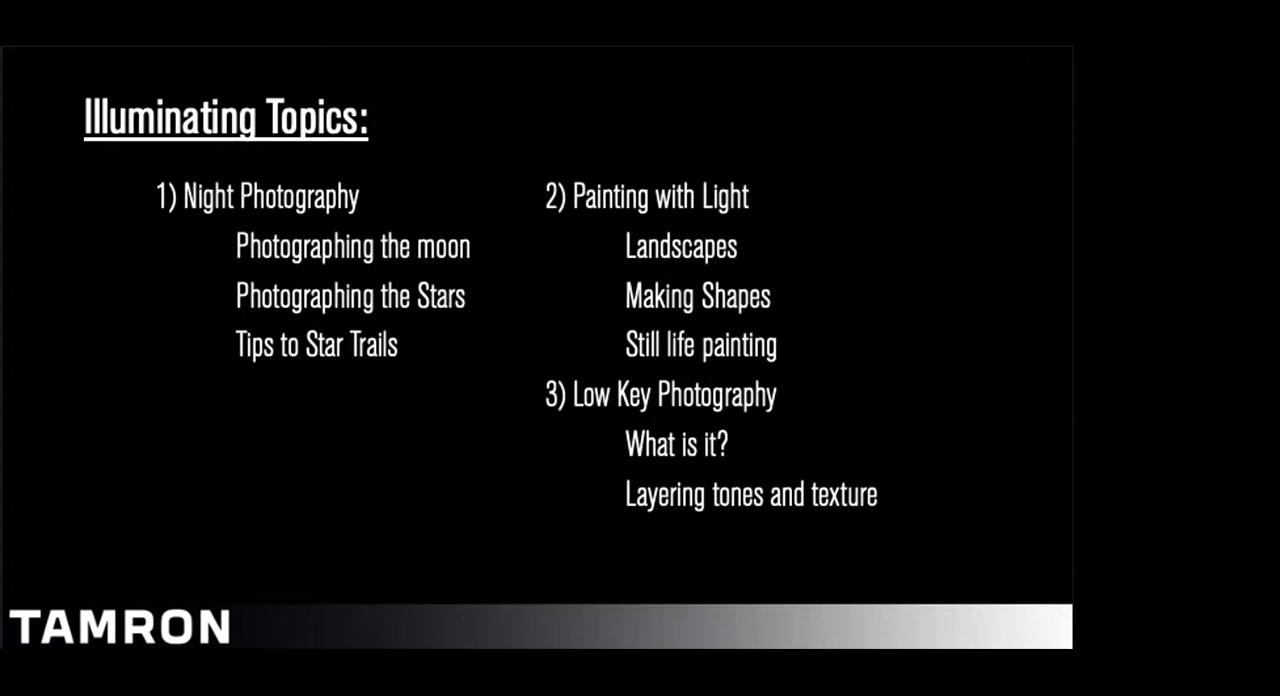 Illuminating Topics:
1) Night Photography
Photographing the moon
Photographing the Stars
Tips to Star Trails
2) Painting with Light
Landscapes
Making Shapes
Still life painting
3) Low Key Photography
What is it?
Layering tones and texture
TAMRON